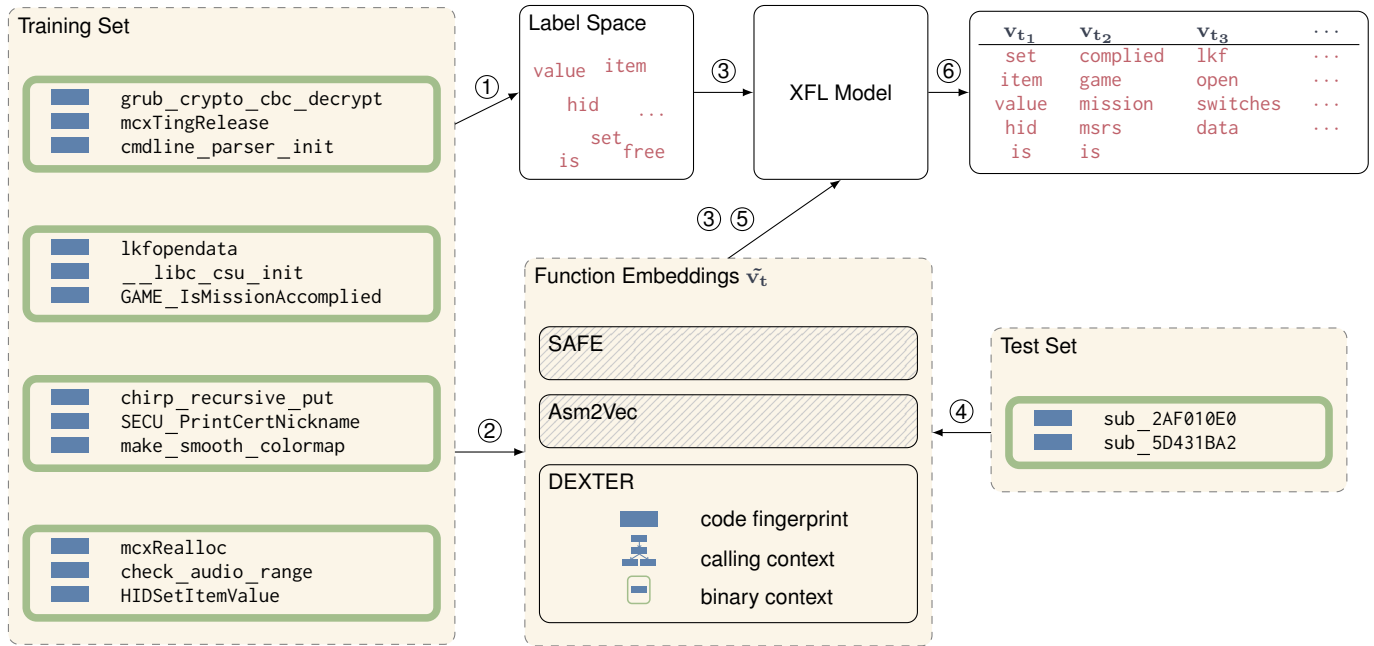 Training Set
grub_crypto_cbc_decrypt
mcxTingRelease
cmdline_parser_init
lkfopendata
__libc_csu_init
GAME_IsMissionAccomplied
chirp_recursive_put
SECU_PrintCertNickname
make_smooth_colormap
mcxRealloc
check_audio_range
HIDSetItemValue
①
②
Label Space
value item
hid ...
set
is free
③
XFL Model
⑥
v_t₁ v_t₂ v_t₃ ···
set complied lkf ···
item game open ···
value mission switches ···
hid msrs data ···
is is
③ ⑤
Function Embeddings ṽ_t
SAFE
Asm2Vec
DEXTER
code fingerprint
calling context
binary context
④
Test Set
sub_2AF010E0
sub_5D431BA2